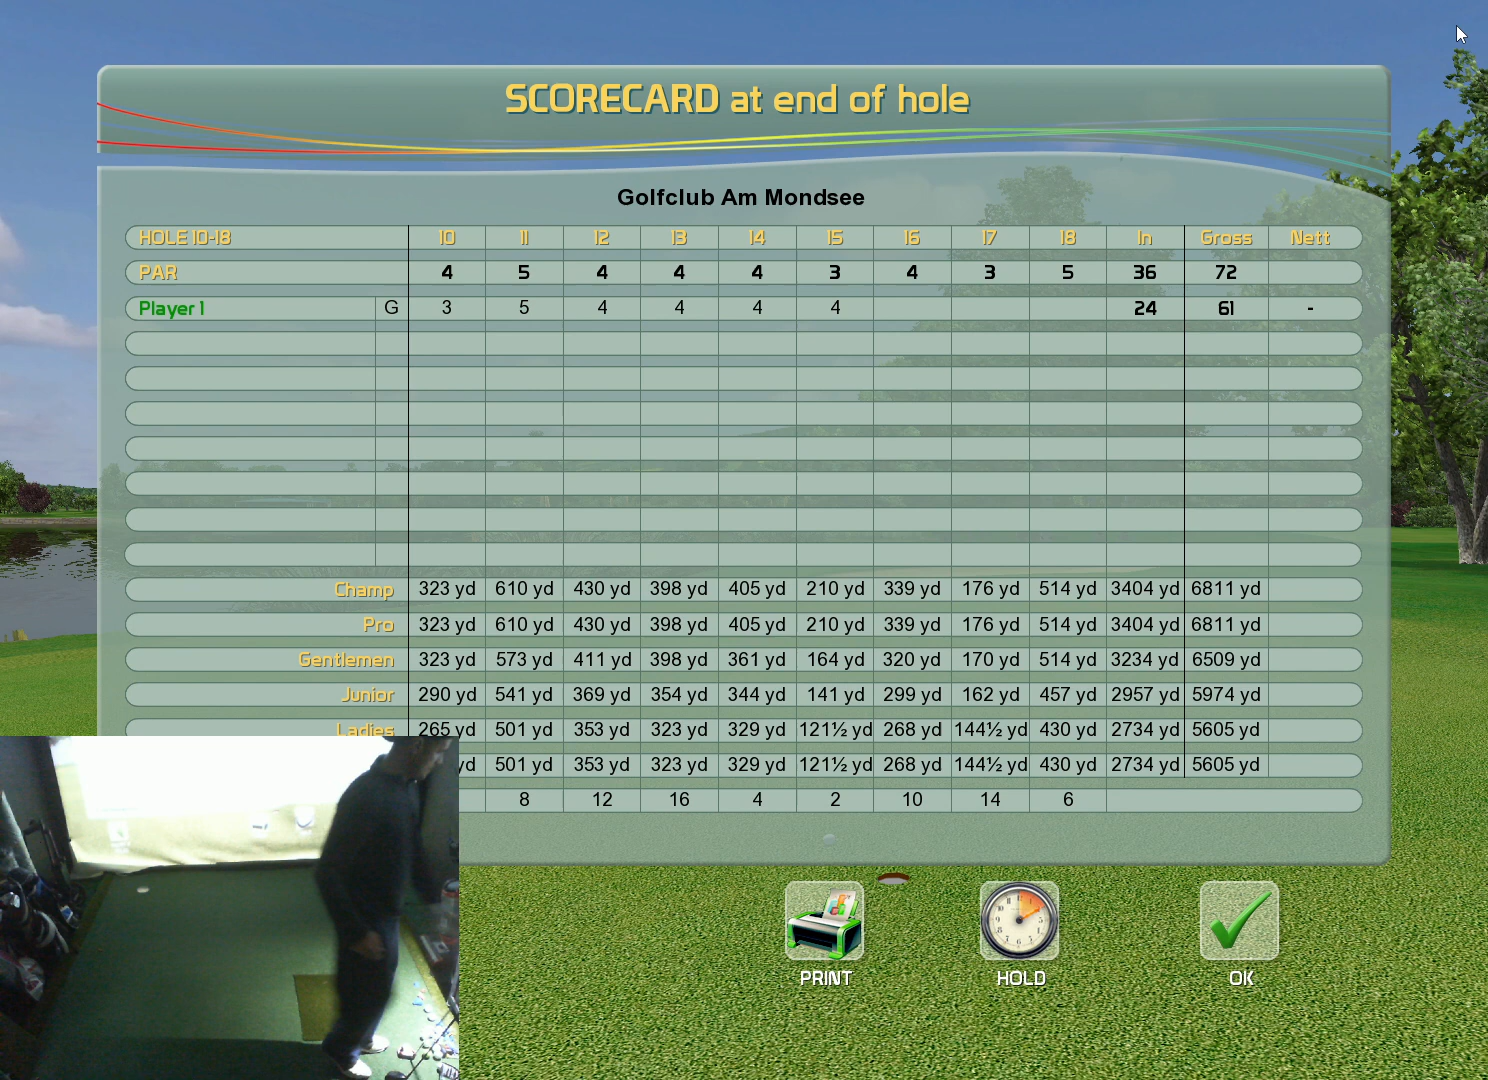 SCORECARD at end of hole
Golfclub Am Mondsee
HOLE 10-18 10 11 12 13 14 15 16 17 18 In Gross Nett
PAR 4 5 4 4 4 3 4 3 5 36 72
Player 1 G 3 5 4 4 4 4 24 61 -
Champ 323 yd 610 yd 430 yd 398 yd 405 yd 210 yd 339 yd 176 yd 514 yd 3404 yd 6811 yd
Pro 323 yd 610 yd 430 yd 398 yd 405 yd 210 yd 339 yd 176 yd 514 yd 3404 yd 6811 yd
Gentlemen 323 yd 573 yd 411 yd 398 yd 361 yd 164 yd 320 yd 170 yd 514 yd 3234 yd 6509 yd
Junior 290 yd 541 yd 369 yd 354 yd 344 yd 141 yd 299 yd 162 yd 457 yd 2957 yd 5974 yd
Ladies 265 yd 501 yd 353 yd 323 yd 329 yd 121½ yd 268 yd 144½ yd 430 yd 2734 yd 5605 yd
yd 501 yd 353 yd 323 yd 329 yd 121½ yd 268 yd 144½ yd 430 yd 2734 yd 5605 yd
8 12 16 4 2 10 14 6
PRINT HOLD OK